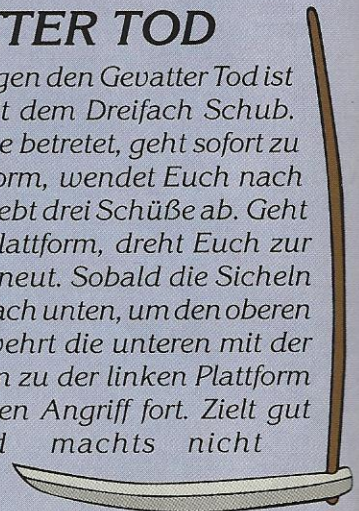 TER TOD
gen den Gevatter Tod ist
t dem Dreifach Schub.
e betretet, geht sofort zu
orm, wendet Euch nach
ebt drei Schüße ab. Geht
lattform, dreht Euch zur
neut. Sobald die Sicheln
ach unten, um den oberen
wehrt die unteren mit der
n zu der linken Plattform
en Angriff fort. Zielt gut
d machts nicht